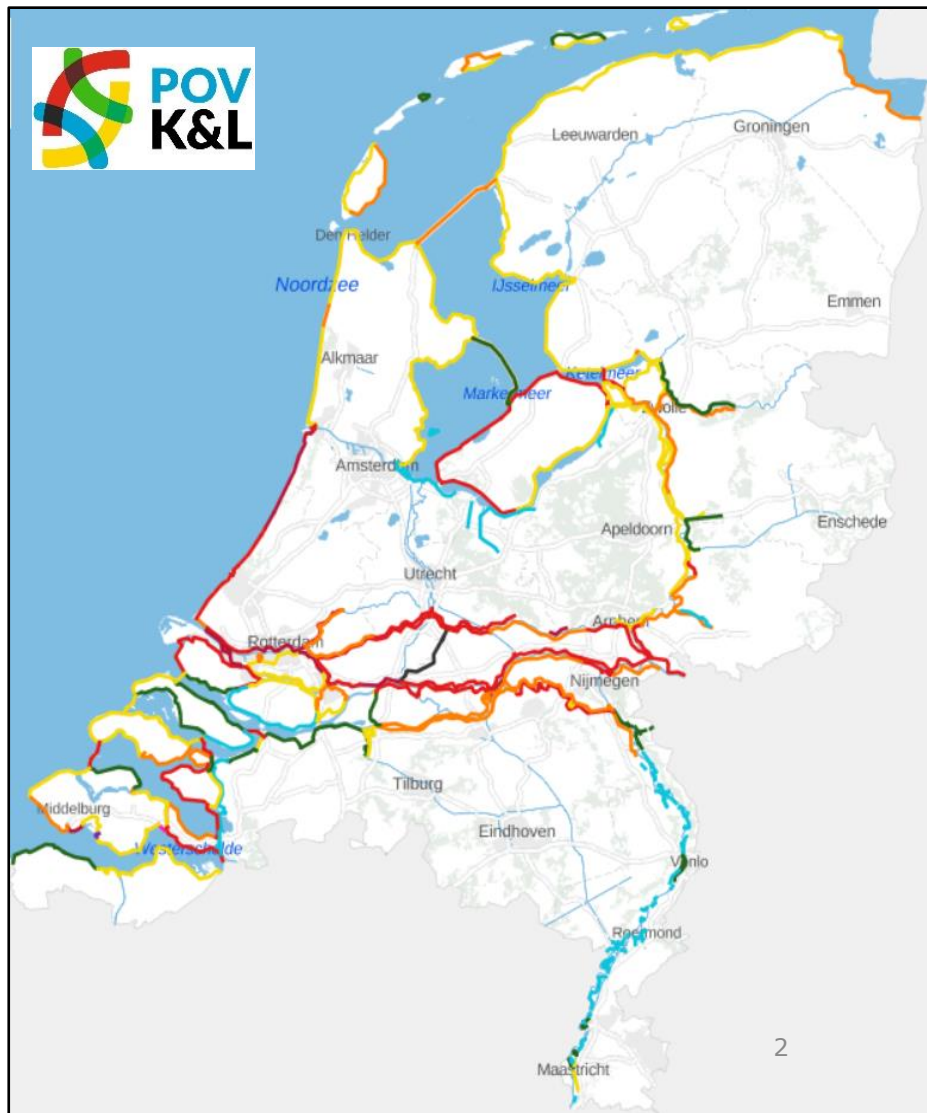 POV
K&L
Leeuwarden
Groningen
Den Helder
Noordzee
IJsselmeer
Emmen
Alkmaar
Ketelmeer
Markermeer
Zwolle
Amsterdam
Apeldoorn
Enschede
Utrecht
Arnhem
Rotterdam
Nijmegen
Tilburg
Middelburg
Eindhoven
Westerschelde
Venlo
Roermond
2
Maastricht